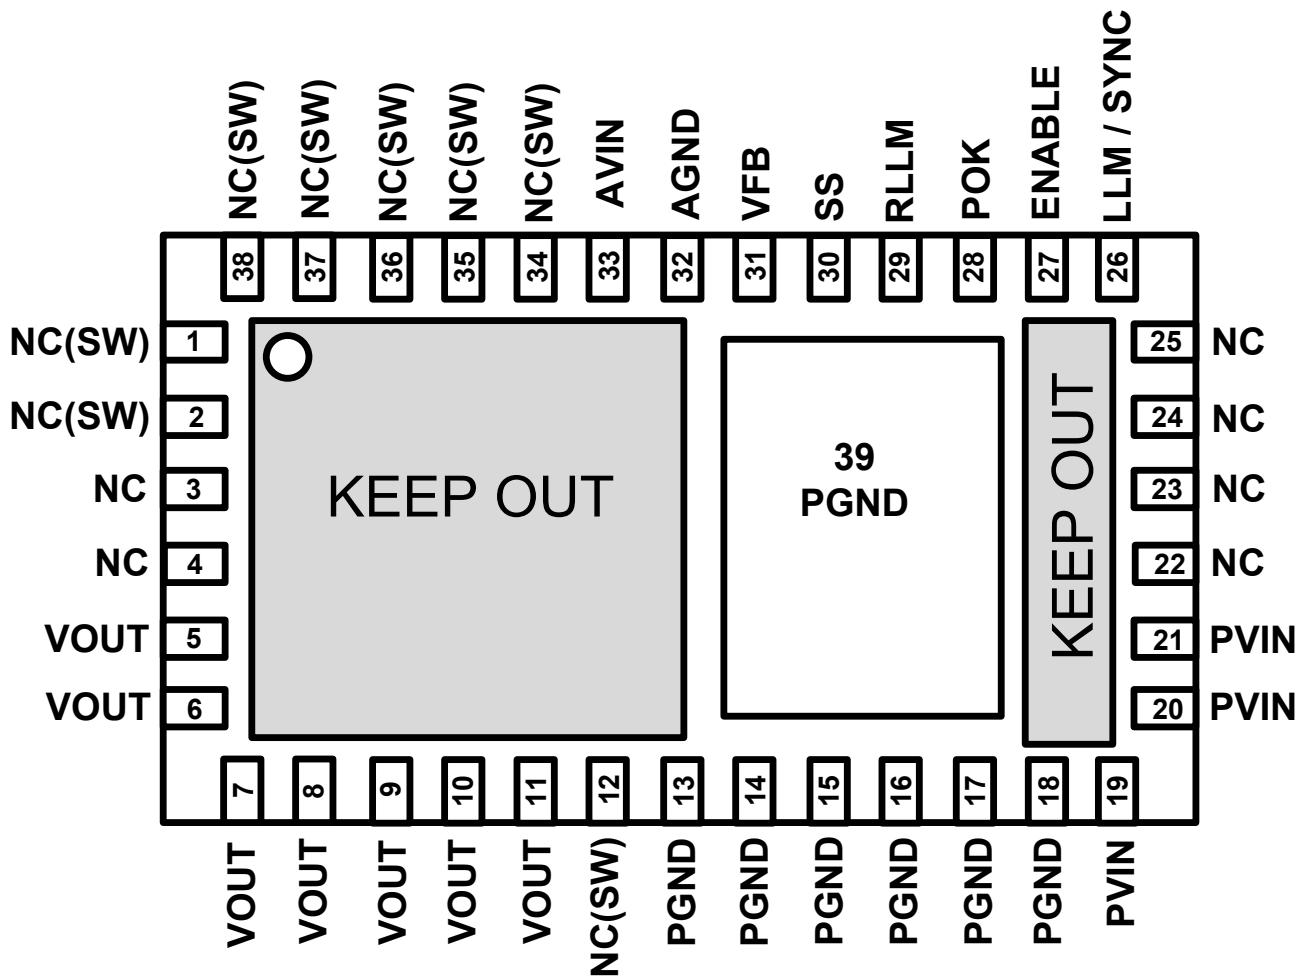 NC(SW) NC(SW) NC(SW) NC(SW) NC(SW) AVIN AGND VFB SS RLLM POK ENABLE LLM / SYNC
38 37 36 35 34 33 32 31 30 29 28 27 26
NC(SW) 1
NC(SW) 2
NC 3
NC 4
VOUT 5
VOUT 6
KEEP OUT
39
PGND
KEEP OUT
25 NC
24 NC
23 NC
22 NC
21 PVIN
20 PVIN
7 8 9 10 11 12 13 14 15 16 17 18 19
VOUT VOUT VOUT VOUT VOUT NC(SW) PGND PGND PGND PGND PGND PGND PVIN